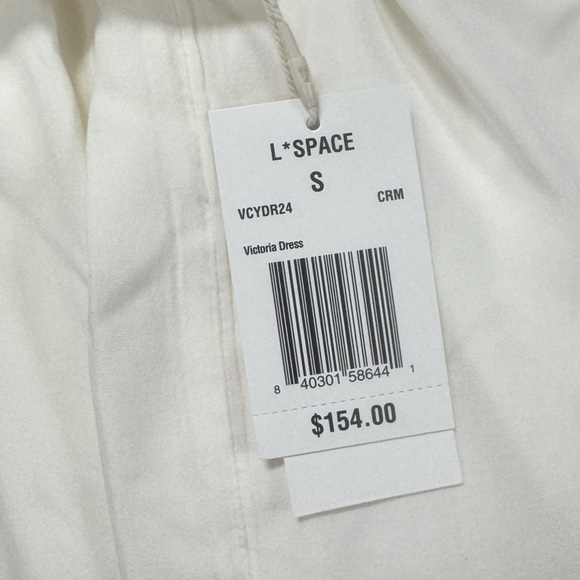 L*SPACE
S
VCYDR24 CRM
Victoria Dress
8 40301 58644 1
$154.00